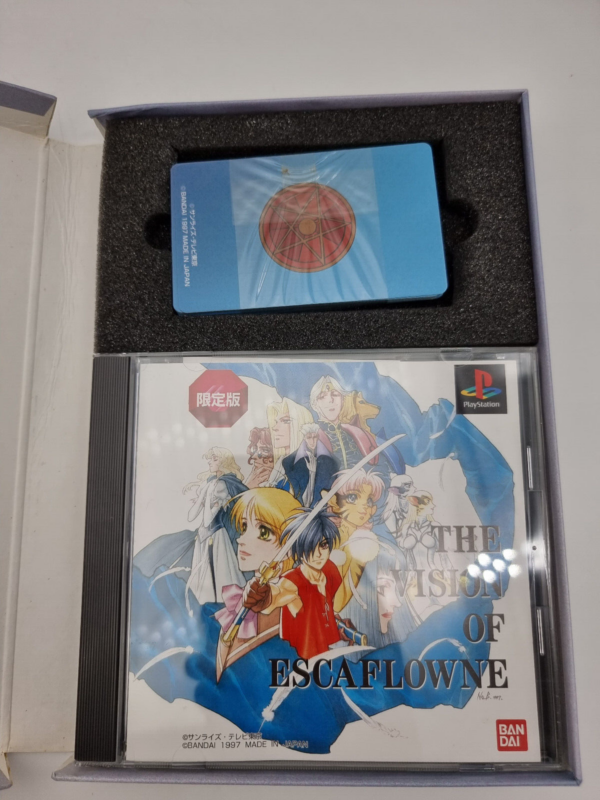 ©サンライズ・テレビ東京
©BANDAI 1997 MADE IN JAPAN
限定版
PlayStation
THE
VISION
OF
ESCAFLOWNE
©サンライズ・テレビ東京
©BANDAI 1997 MADE IN JAPAN
BAN
DAI